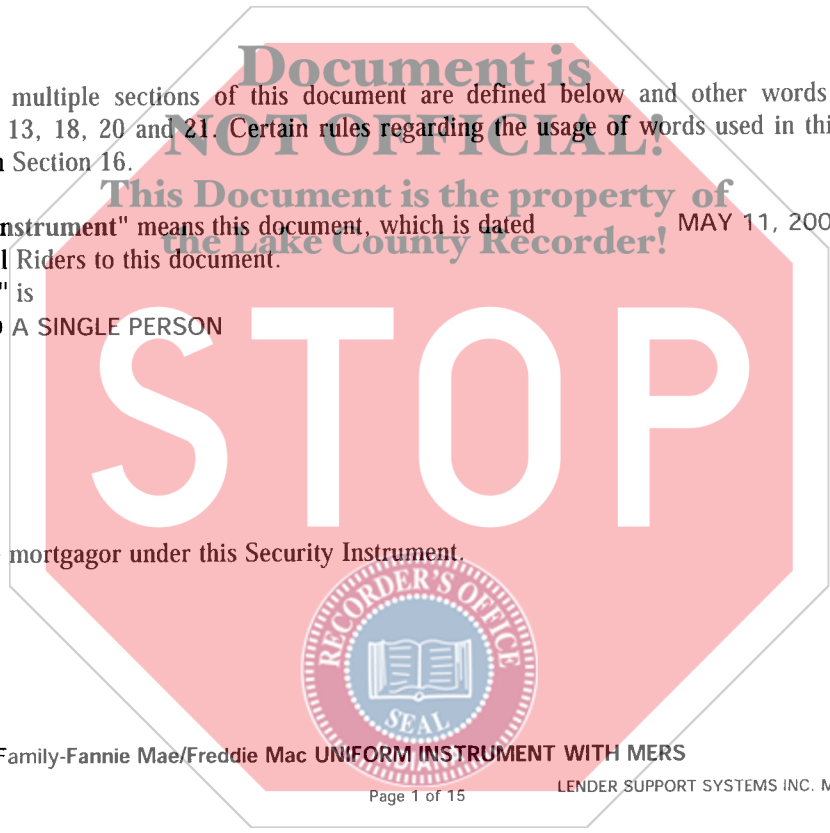 Document is
multiple sections of this document are defined below and other words
13, 18, 20 and 21. Certain rules regarding the usage of words used in thi
NOT OFFICIAL!
n Section 16.
This Document is the property of
nstrument" means this document, which is dated MAY 11, 200
the Lake County Recorder!
l Riders to this document.
" is
A SINGLE PERSON
STOP
mortgagor under this Security Instrument.
RECORDER'S OFFICE
SEAL
INDIANA
Family-Fannie Mae/Freddie Mac UNIFORM INSTRUMENT WITH MERS
Page 1 of 15 LENDER SUPPORT SYSTEMS INC. M